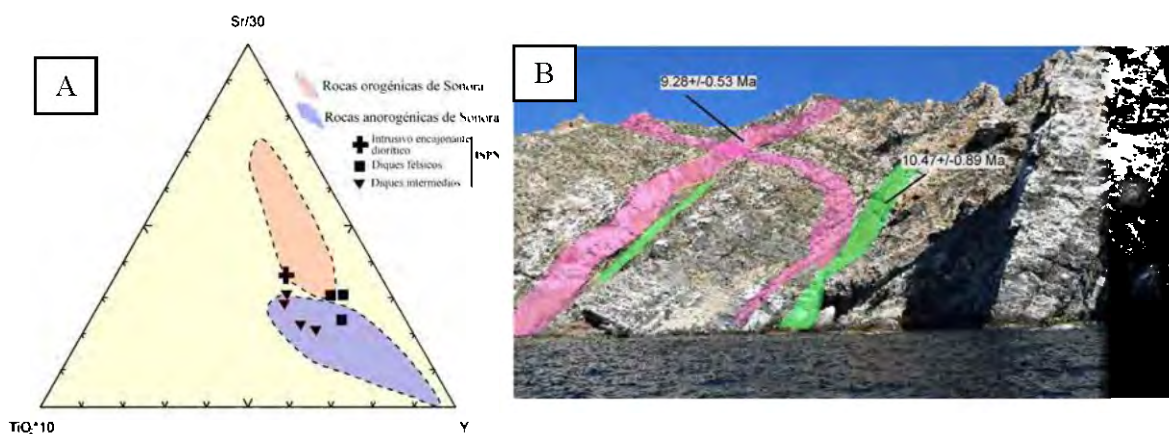 Sr/30
A
Rocas orogénicas de Sonora
Rocas anorogénicas de Sonora
Intrusivo encajonante
diorítico
ISPN
Diques félsicos
Diques intermedios
TiO₂*10
Y
B
9.28+/-0.53 Ma
10.47+/-0.89 Ma